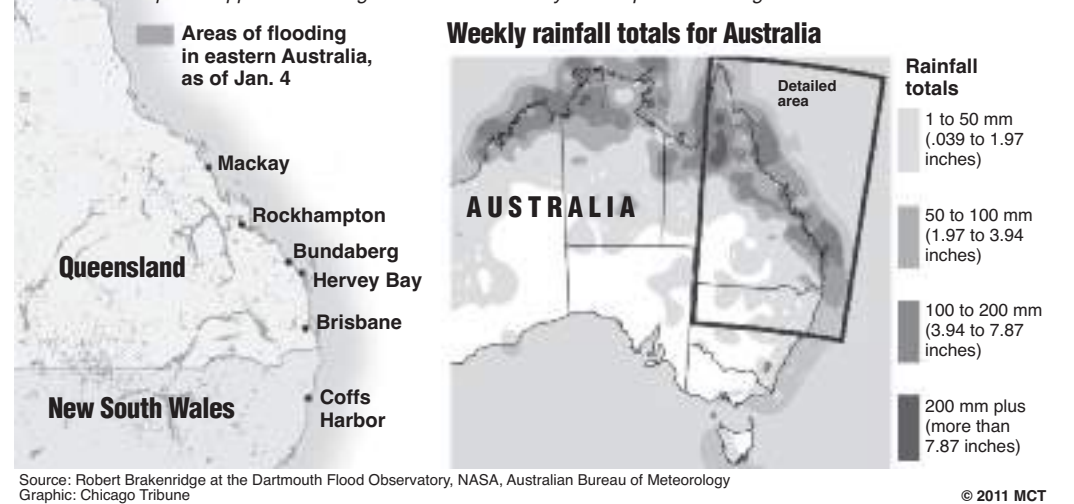 Areas of flooding
in eastern Australia,
as of Jan. 4
Mackay
Rockhampton
Bundaberg
Hervey Bay
Queensland
Brisbane
New South Wales
Coffs
Harbor
Weekly rainfall totals for Australia
Detailed
area
AUSTRALIA
Rainfall
totals
1 to 50 mm
(.039 to 1.97
inches)
50 to 100 mm
(1.97 to 3.94
inches)
100 to 200 mm
(3.94 to 7.87
inches)
200 mm plus
(more than
7.87 inches)
Source: Robert Brakenridge at the Dartmouth Flood Observatory, NASA, Australian Bureau of Meteorology
Graphic: Chicago Tribune
© 2011 MCT